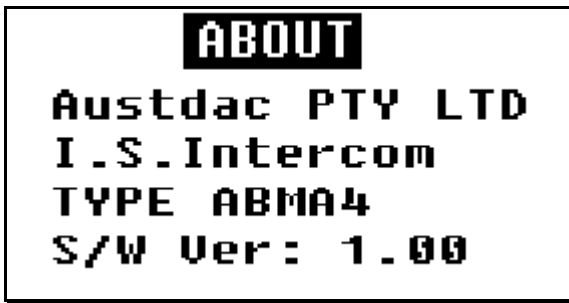 ABOUT
Austdac PTY LTD
I.S.Intercom
TYPE ABMA4
S/W Ver: 1.00